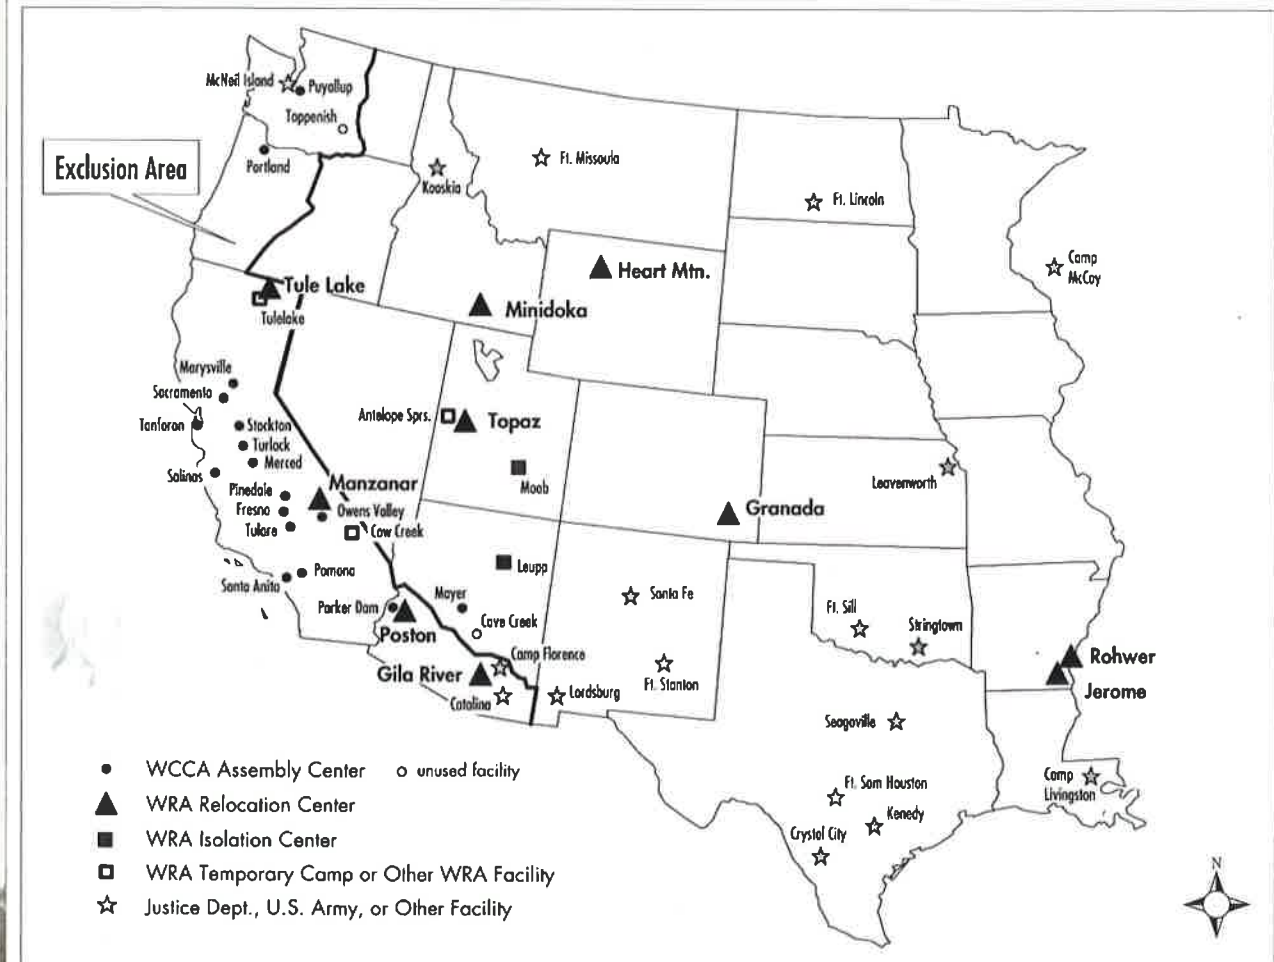 McNeil Island
Puyallup
Toppenish
Portland
Exclusion Area
Kooskia
Ft. Missoula
Ft. Lincoln
Camp
McCoy
Heart Mtn.
Tule Lake
Tulelake
Minidoka
Marysville
Sacramento
Tanforan
Stockton
Turlock
Merced
Salinas
Antelope Sprs.
Topaz
Moab
Leavenworth
Pinedale
Fresno
Tulare
Manzanar
Owens Valley
Cow Creek
Granada
Leupp
Santa Anita
Pomona
Parker Dam
Poston
Mayer
Cave Creek
Santa Fe
Ft. Sill
Stringtown
Camp Florence
Gila River
Catalina
Lordsburg
Ft. Stanton
Rohwer
Jerome
Seagoville
Ft. Sam Houston
Kenedy
Crystal City
Camp
Livingston
WCCA Assembly Center
unused facility
WRA Relocation Center
WRA Isolation Center
WRA Temporary Camp or Other WRA Facility
Justice Dept., U.S. Army, or Other Facility
N